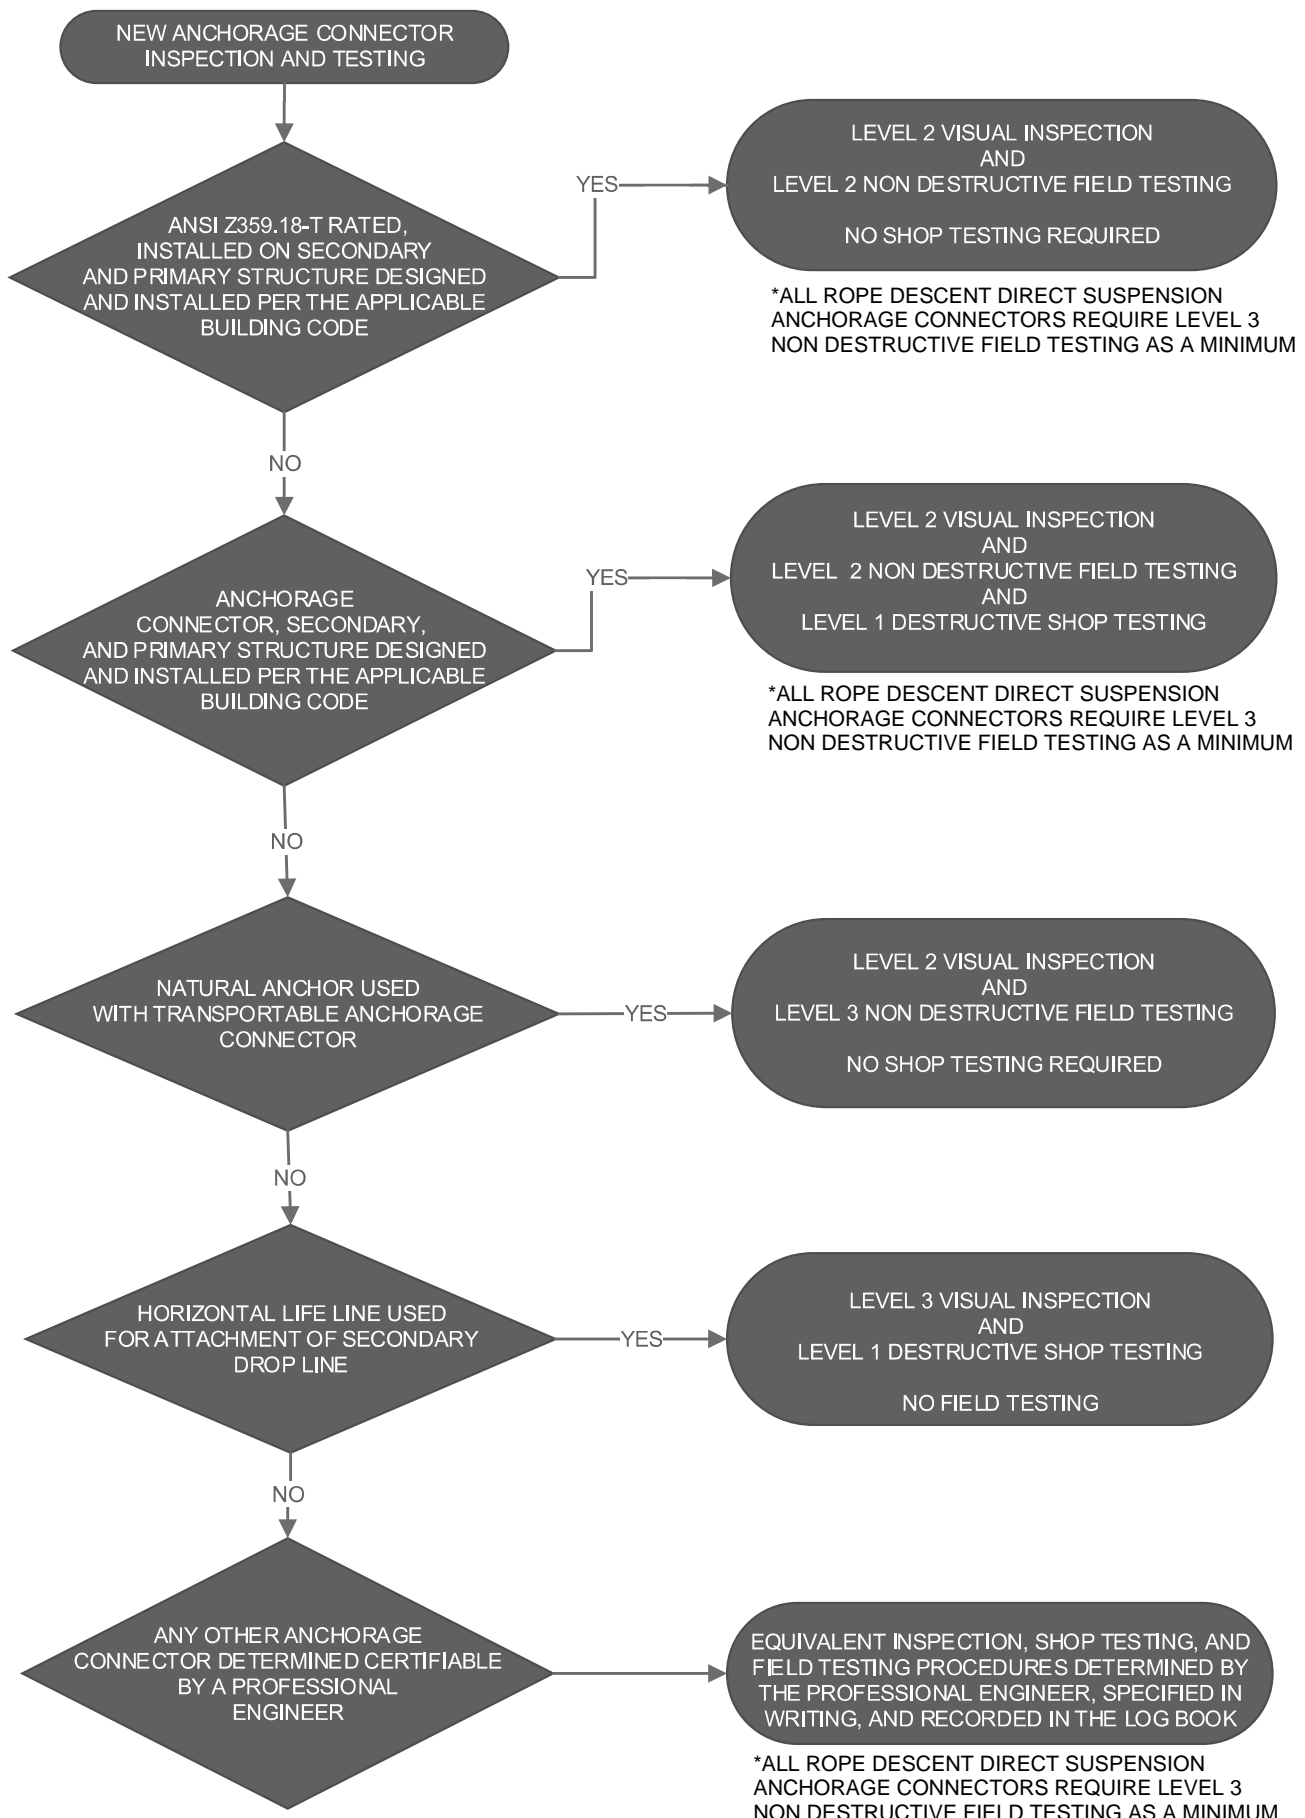 NEW ANCHORAGE CONNECTOR
INSPECTION AND TESTING
ANSI Z359.18-T RATED,
INSTALLED ON SECONDARY
AND PRIMARY STRUCTURE DESIGNED
AND INSTALLED PER THE APPLICABLE
BUILDING CODE
YES
LEVEL 2 VISUAL INSPECTION
AND
LEVEL 2 NON DESTRUCTIVE FIELD TESTING
NO SHOP TESTING REQUIRED
*ALL ROPE DESCENT DIRECT SUSPENSION
ANCHORAGE CONNECTORS REQUIRE LEVEL 3
NON DESTRUCTIVE FIELD TESTING AS A MINIMUM
NO
ANCHORAGE
CONNECTOR, SECONDARY,
AND PRIMARY STRUCTURE DESIGNED
AND INSTALLED PER THE APPLICABLE
BUILDING CODE
YES
LEVEL 2 VISUAL INSPECTION
AND
LEVEL 2 NON DESTRUCTIVE FIELD TESTING
AND
LEVEL 1 DESTRUCTIVE SHOP TESTING
*ALL ROPE DESCENT DIRECT SUSPENSION
ANCHORAGE CONNECTORS REQUIRE LEVEL 3
NON DESTRUCTIVE FIELD TESTING AS A MINIMUM
NO
NATURAL ANCHOR USED
WITH TRANSPORTABLE ANCHORAGE
CONNECTOR
YES
LEVEL 2 VISUAL INSPECTION
AND
LEVEL 3 NON DESTRUCTIVE FIELD TESTING
NO SHOP TESTING REQUIRED
NO
HORIZONTAL LIFE LINE USED
FOR ATTACHMENT OF SECONDARY
DROP LINE
YES
LEVEL 3 VISUAL INSPECTION
AND
LEVEL 1 DESTRUCTIVE SHOP TESTING
NO FIELD TESTING
NO
ANY OTHER ANCHORAGE
CONNECTOR DETERMINED CERTIFIABLE
BY A PROFESSIONAL
ENGINEER
EQUIVALENT INSPECTION, SHOP TESTING, AND
FIELD TESTING PROCEDURES DETERMINED BY
THE PROFESSIONAL ENGINEER, SPECIFIED IN
WRITING, AND RECORDED IN THE LOG BOOK
*ALL ROPE DESCENT DIRECT SUSPENSION
ANCHORAGE CONNECTORS REQUIRE LEVEL 3
NON DESTRUCTIVE FIELD TESTING AS A MINIMUM